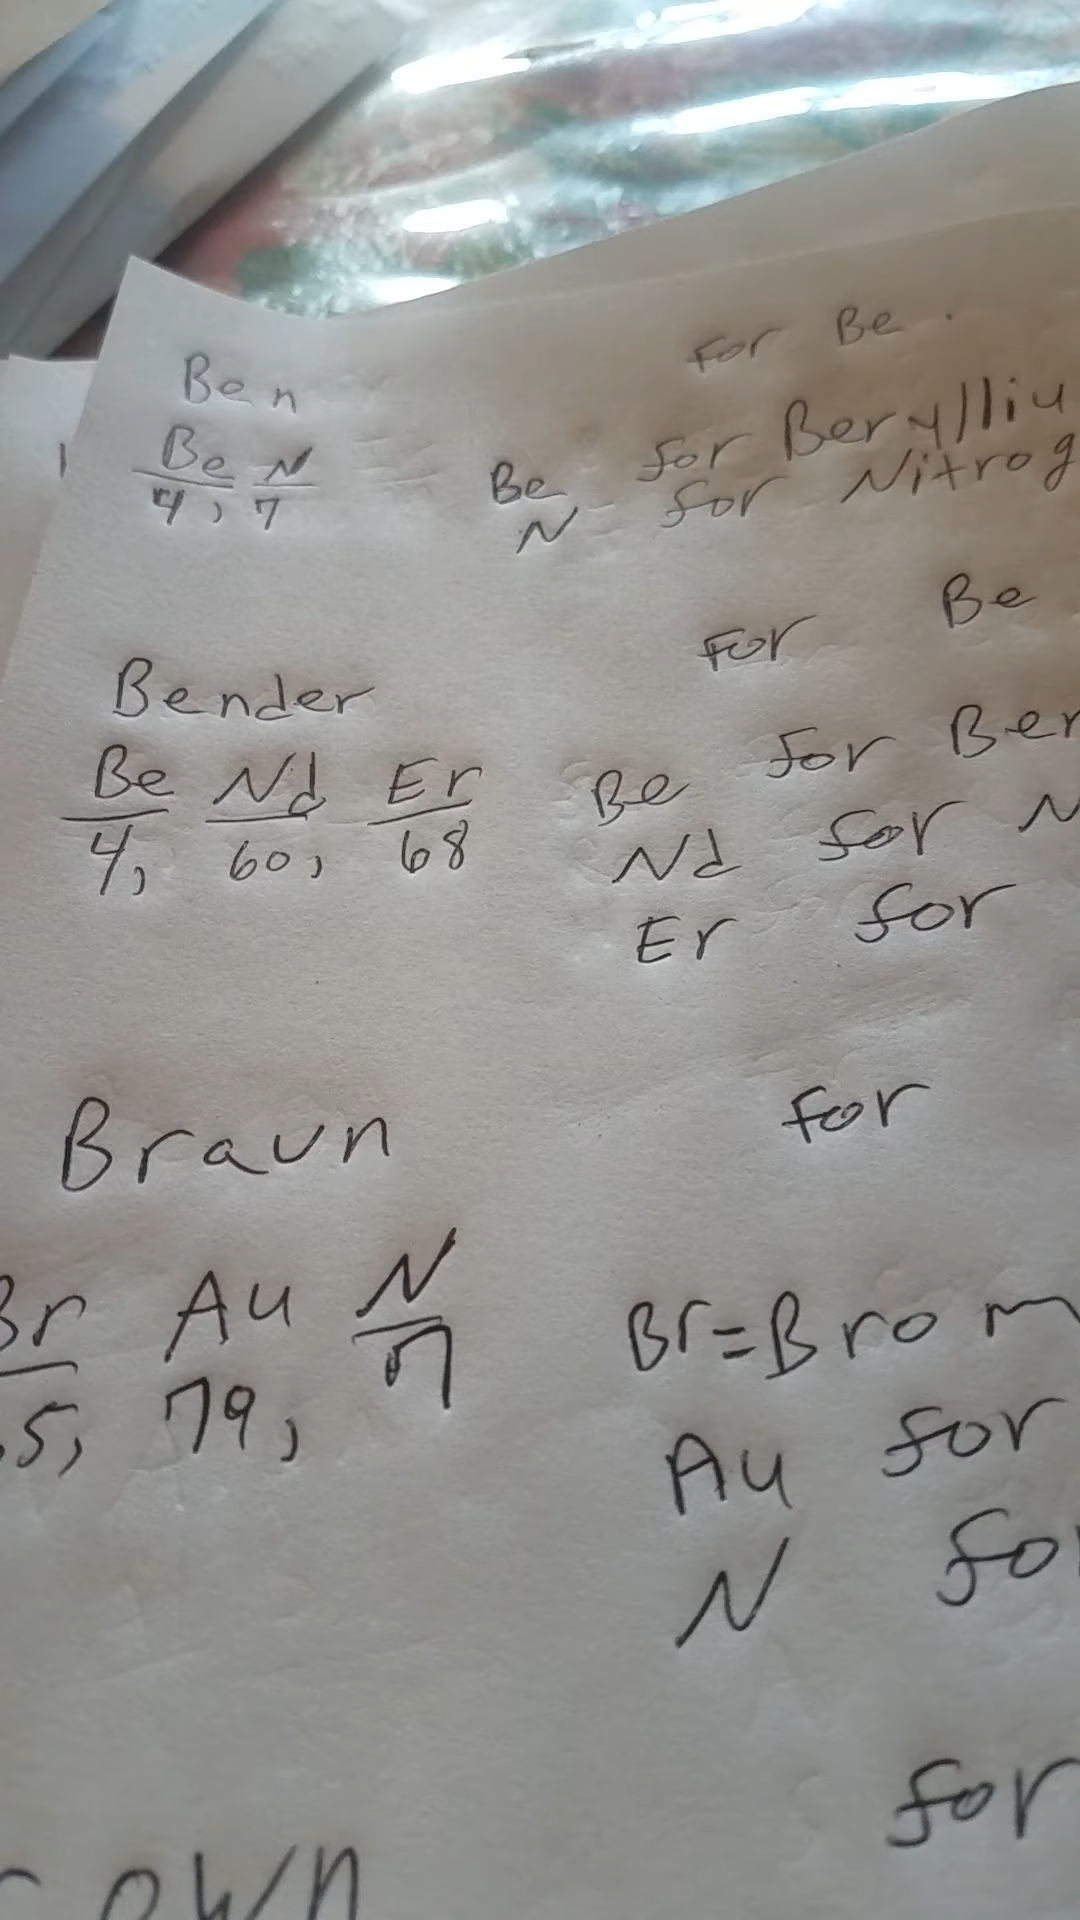 For Be.
Ben
Be N
4, 7
Be for Berylliu
N for Nitrog
For Be
Bender
Be Nd Er
4, 60, 68
Be for Ber
Nd for N
Er for
Braun for
Br Au N
5, 79, 7
Br=Brom
Au for
N for
for
own